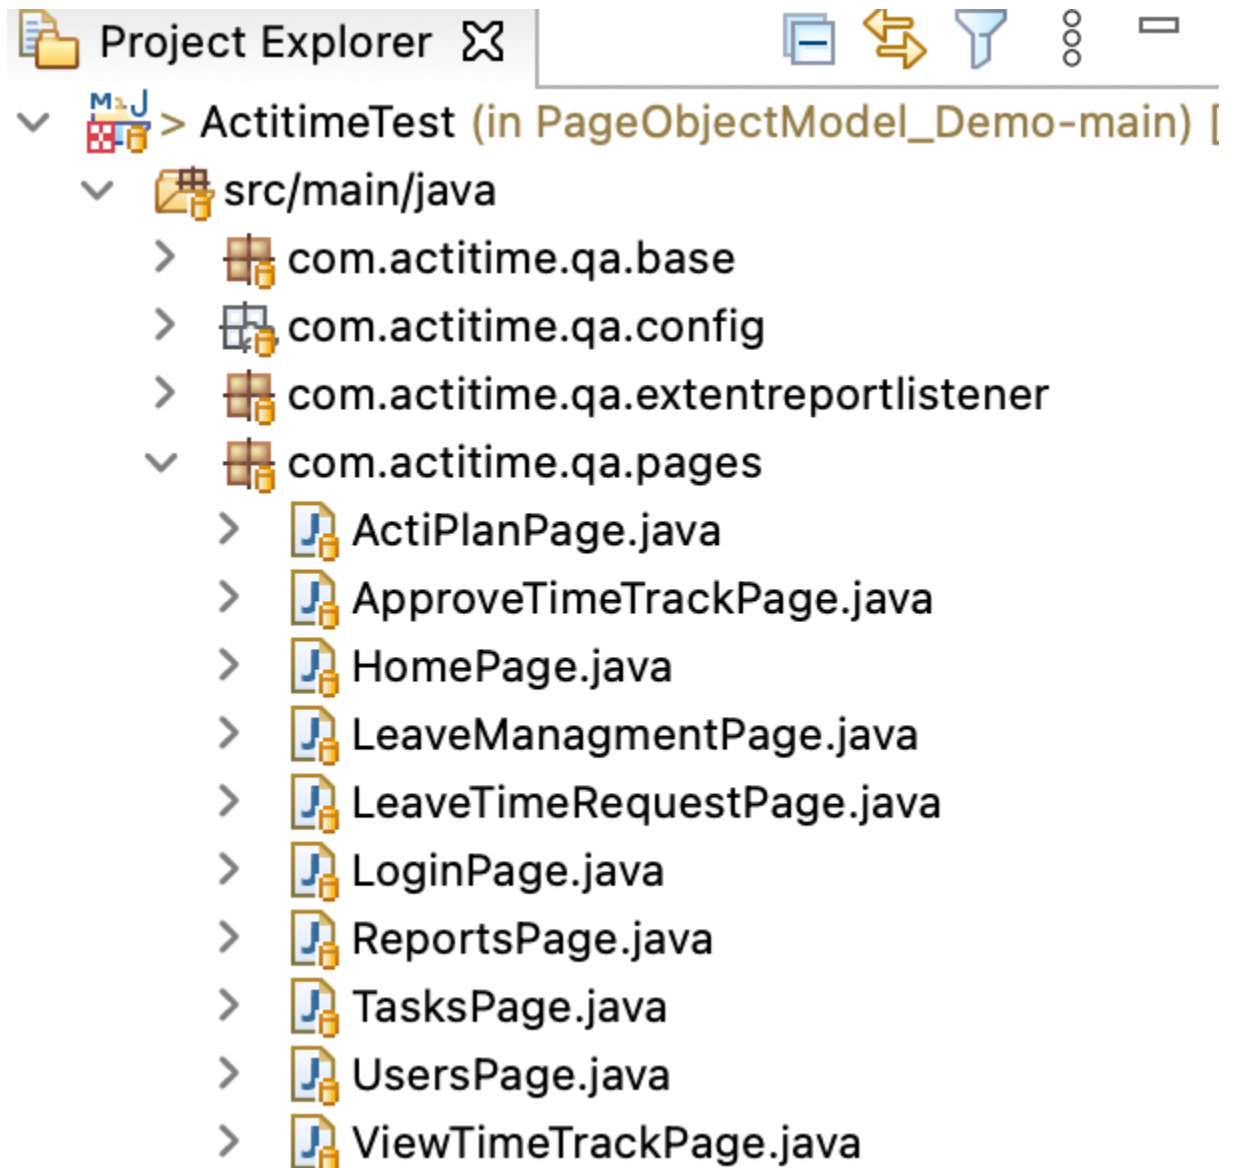 Project Explorer
M2 J
> ActitimeTest (in PageObjectModel_Demo-main) [
src/main/java
com.actitime.qa.base
com.actitime.qa.config
com.actitime.qa.extentreportlistener
com.actitime.qa.pages
ActiPlanPage.java
ApproveTimeTrackPage.java
HomePage.java
LeaveManagmentPage.java
LeaveTimeRequestPage.java
LoginPage.java
ReportsPage.java
TasksPage.java
UsersPage.java
ViewTimeTrackPage.java